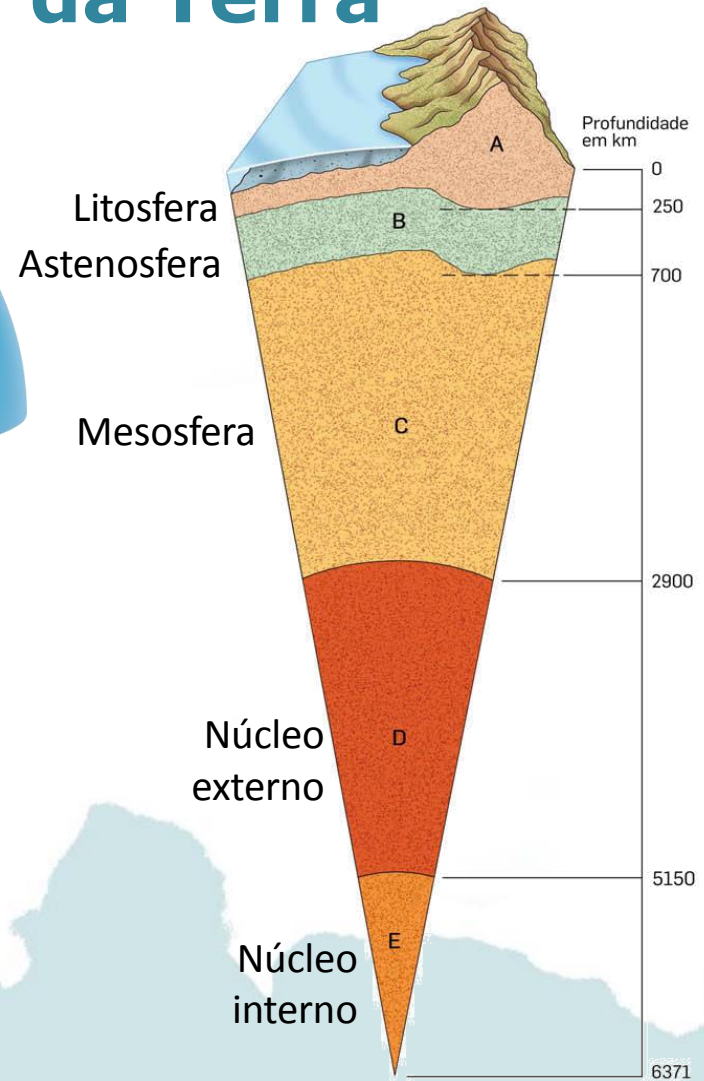 da Terra
Profundidade
em km
A
0
Litosfera
250
B
Astenosfera
700
Mesosfera
C
2900
Núcleo
externo
D
5150
E
Núcleo
interno
6371